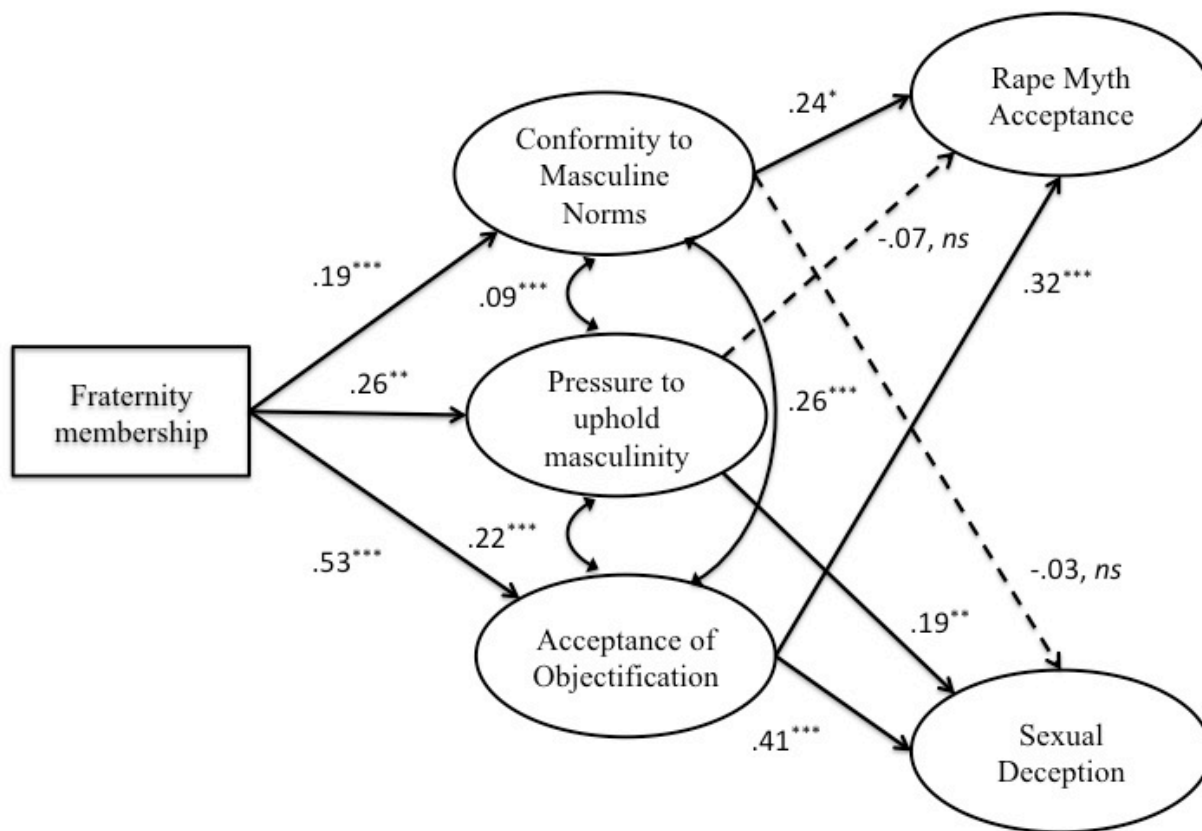 Rape Myth
Acceptance
.24*
Conformity to
Masculine
Norms
-.07, ns
.19***
.09***
.32***
Fraternity
membership
.26**
Pressure to
uphold
masculinity
.26***
.53***
.22***
-.03, ns
.19**
Acceptance of
Objectification
.41***
Sexual
Deception